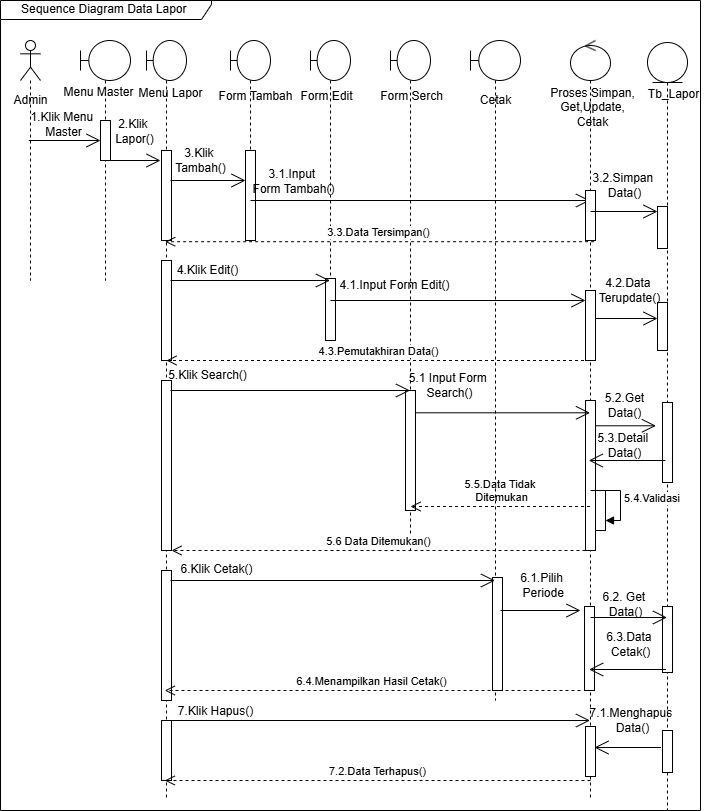 Sequence Diagram Data Lapor
Admin
Menu Master
Menu Lapor
Form Tambah
Form Edit
Form Serch
Cetak
Proses Simpan,
Get,Update,
Cetak
Tb_Lapor
1.Klik Menu
Master
2.Klik
Lapor()
3.Klik
Tambah()
3.1.Input
Form Tambah()
3.2.Simpan
Data()
3.3.Data Tersimpan()
4.Klik Edit()
4.1.Input Form Edit()
4.2.Data
Terupdate()
4.3.Pemutakhiran Data()
5.Klik Search()
5.1 Input Form
Search()
5.2.Get
Data()
5.3.Detail
Data()
5.4.Validasi
5.5.Data Tidak
Ditemukan
5.6 Data Ditemukan()
6.Klik Cetak()
6.1.Pilih
Periode
6.2. Get
Data()
6.3.Data
Cetak()
6.4.Menampilkan Hasil Cetak()
7.Klik Hapus()
7.1.Menghapus
Data()
7.2.Data Terhapus()